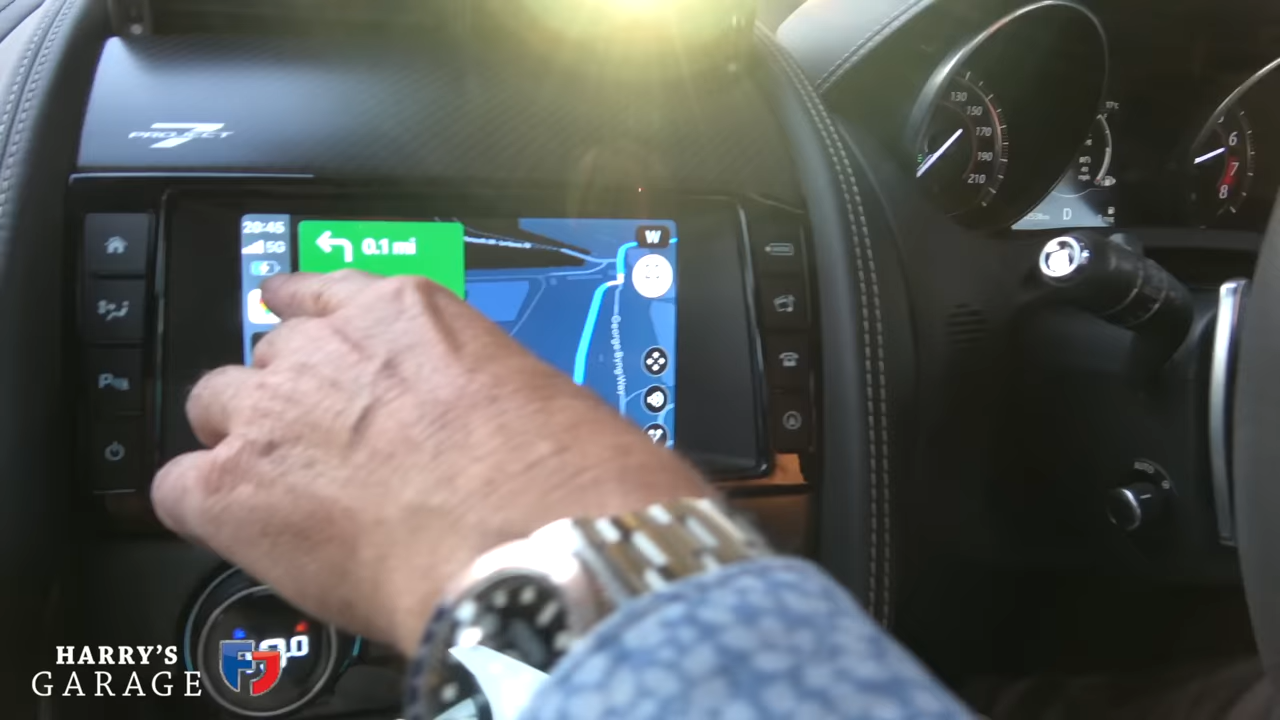 PROJECT 7
20:45
5G
0.1 mi
W
George Byng Way
130
150
170
190
210
D
6
7
8
AUTO
HARRY'S
GARAGE